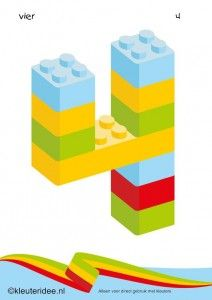 vier 4
©kleuteridee.nl
Alleen voor direct gebruik met kleuters